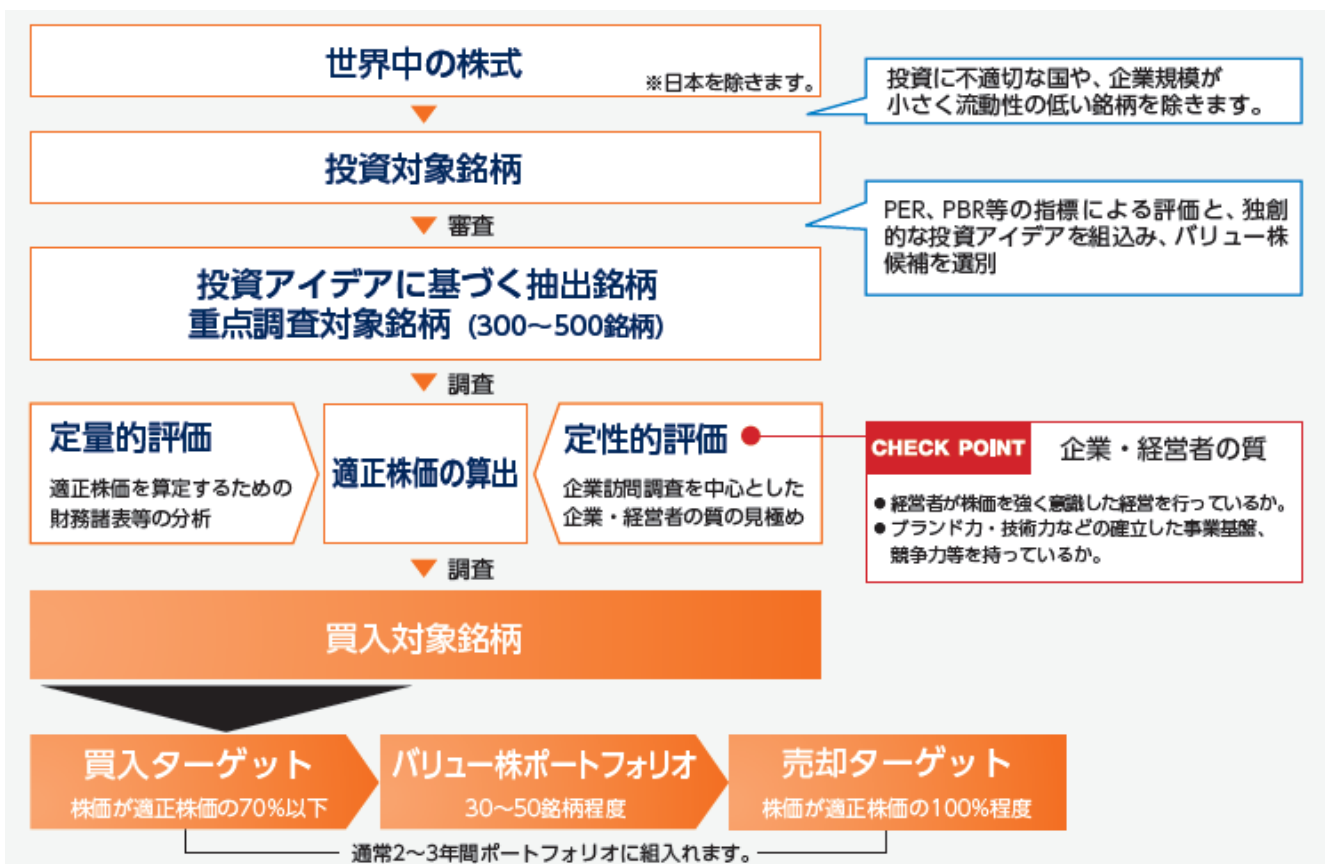 世界中の株式
※日本を除きます。
投資に不適切な国や、企業規模が
小さく流動性の低い銘柄を除きます。
投資対象銘柄
審査
PER、PBR等の指標による評価と、独創
的な投資アイデアを組込み、バリュー株
候補を選別
投資アイデアに基づく抽出銘柄
重点調査対象銘柄 (300～500銘柄)
調査
定量的評価
適正株価を算定するための
財務諸表等の分析
適正株価の算出
定性的評価
企業訪問調査を中心とした
企業・経営者の質の見極め
CHECK POINT 企業・経営者の質
●経営者が株価を強く意識した経営を行っているか。
●ブランド力・技術力などの確立した事業基盤、
競争力等を持っているか。
調査
買入対象銘柄
買入ターゲット
株価が適正株価の70%以下
バリュー株ポートフォリオ
30～50銘柄程度
売却ターゲット
株価が適正株価の100%程度
通常2～3年間ポートフォリオに組入れます。